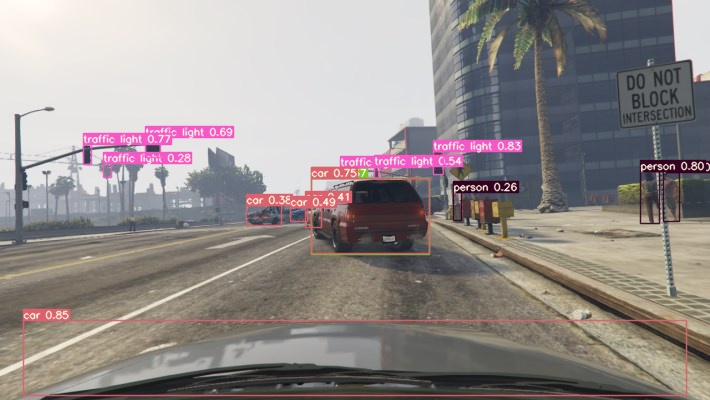 traffic light 0.69
traffic light 0.77
traffic light 0.28
traffic light 0.83
traffic light 0.54
car 0.75
person 0.26
person 0.80
car 0.38
car 0.49
car 0.85
DO NOT
BLOCK
INTERSECTION